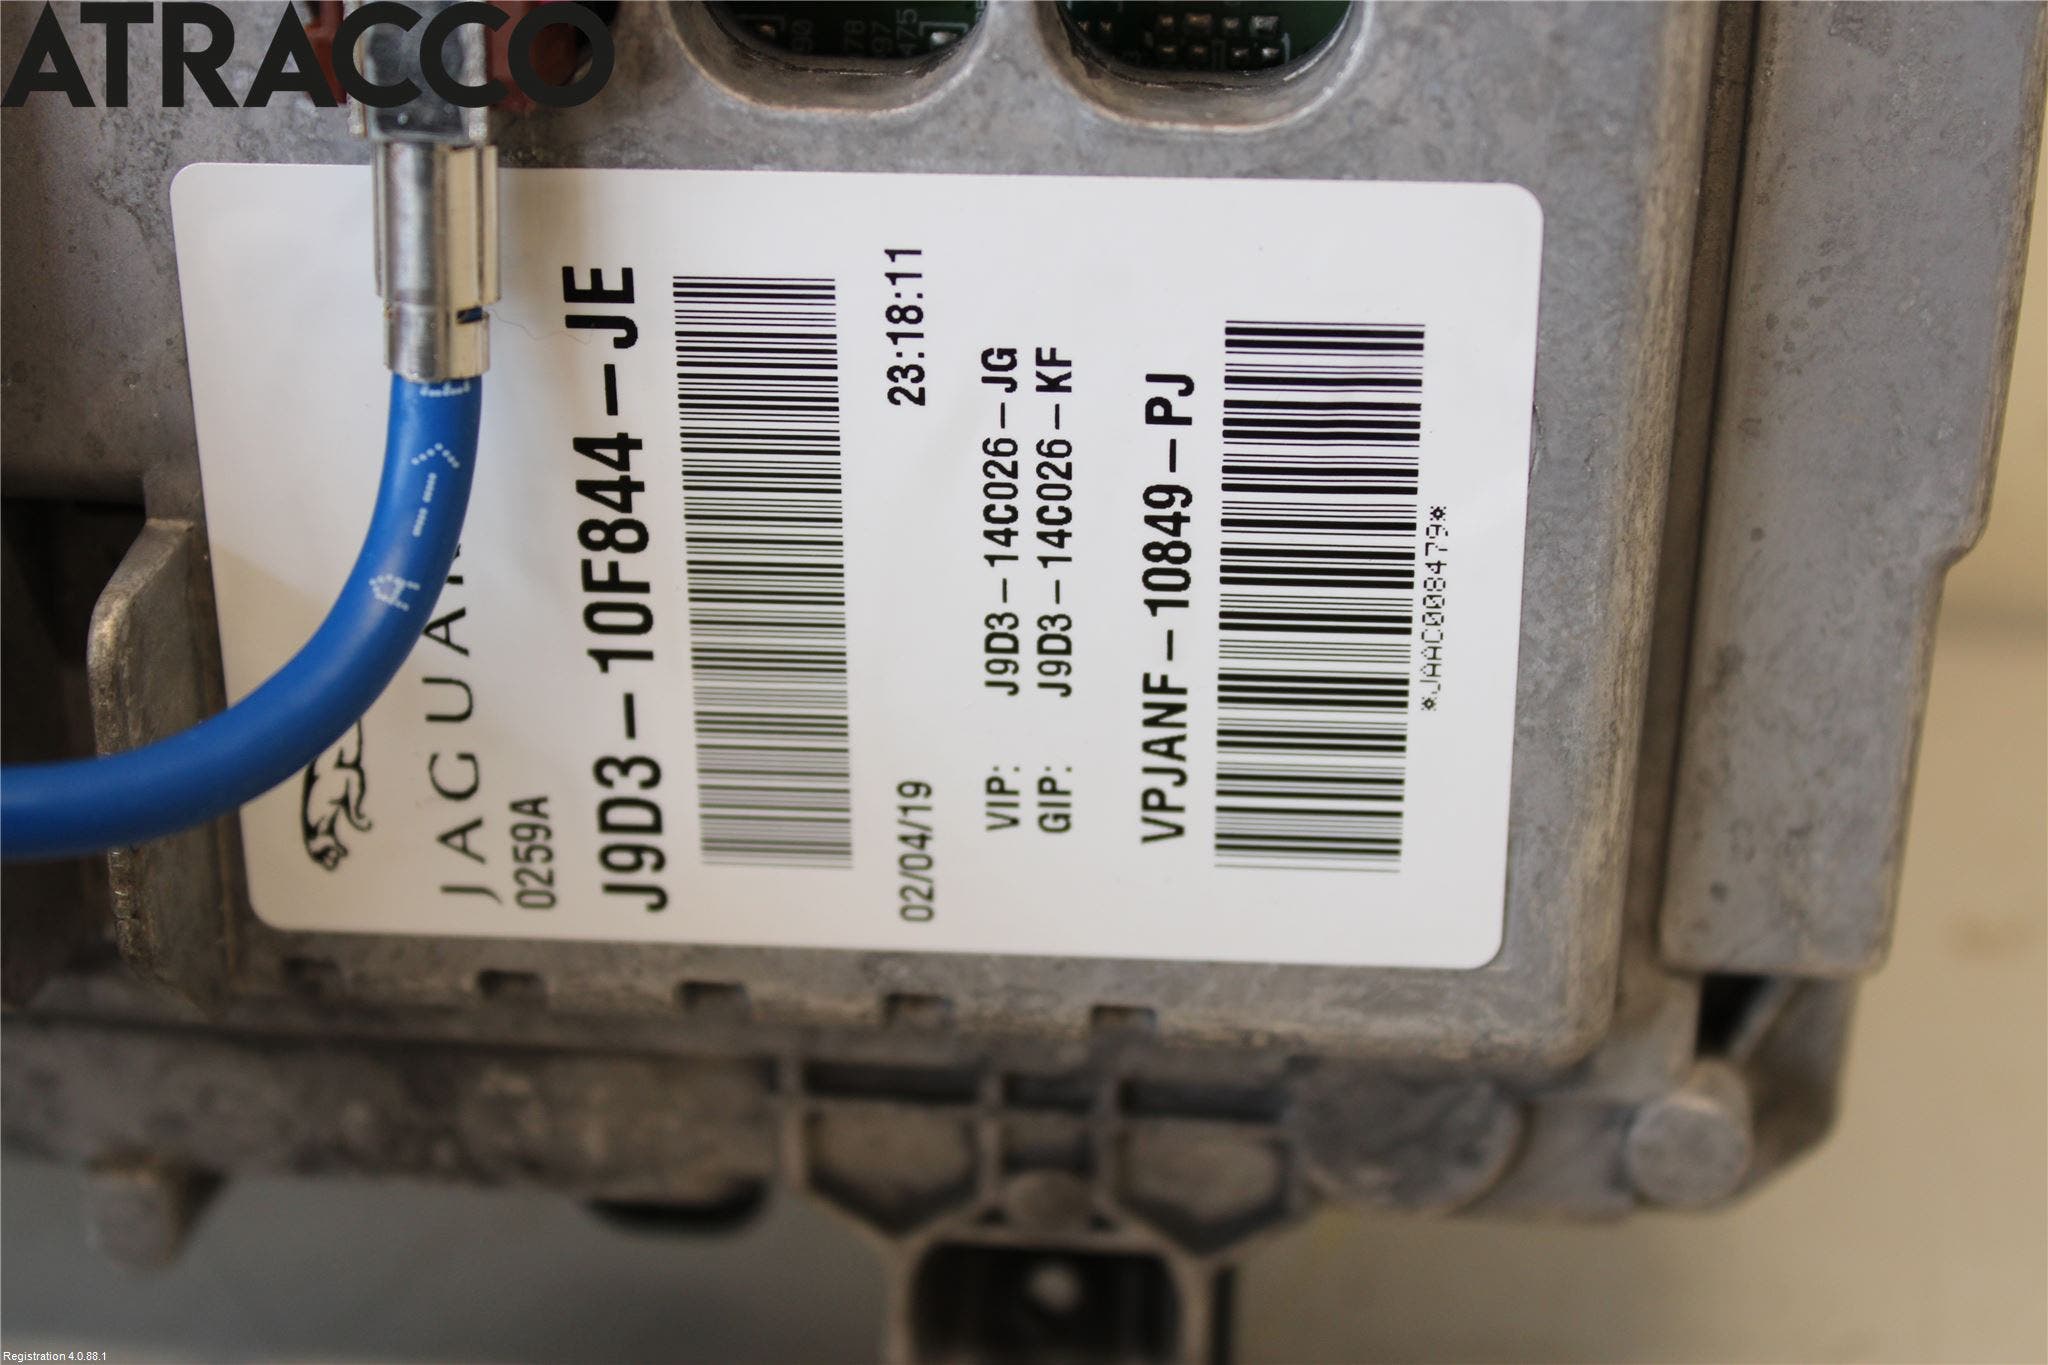 ATRACCO
JAGUAR
0259A
J9D3-10F844-JE
02/04/19 23:18:11
VIP: J9D3-14C026-JG
GIP: J9D3-14C026-KF
VPJANF-10849-PJ
*JAAC008479*
Registration 4.0.88.1